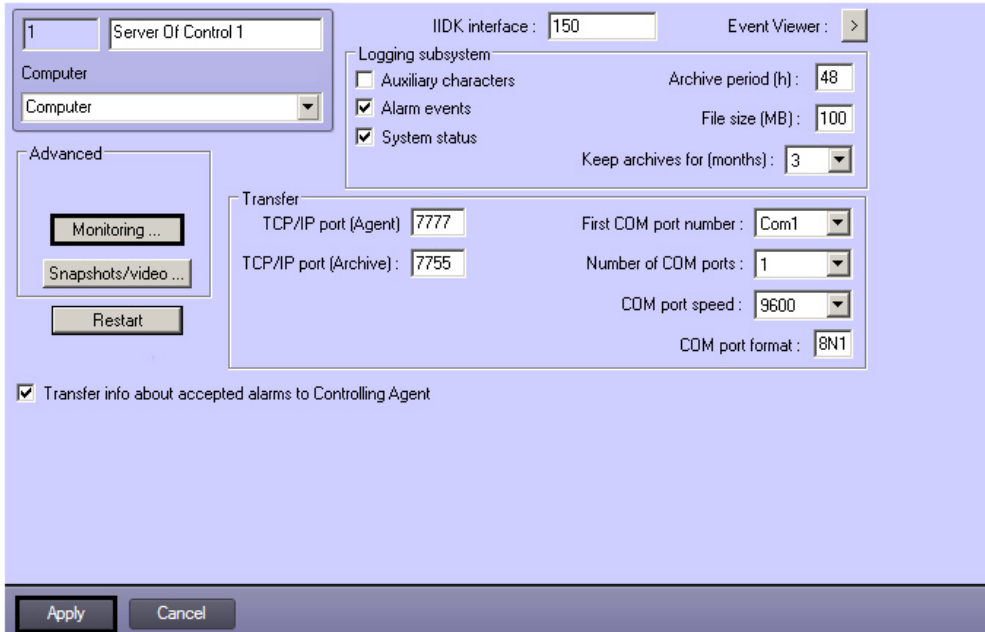 1 Server Of Control 1
Computer
Computer
IIDK interface : 150
Event Viewer : >
Logging subsystem
Auxiliary characters
Alarm events
System status
Archive period (h) : 48
File size (MB) : 100
Keep archives for (months) : 3
Advanced
Monitoring ...
Snapshots/video ...
Restart
Transfer
TCP/IP port (Agent) 7777
TCP/IP port (Archive) : 7755
First COM port number : Com1
Number of COM ports : 1
COM port speed : 9600
COM port format : 8N1
Transfer info about accepted alarms to Controlling Agent
Apply Cancel